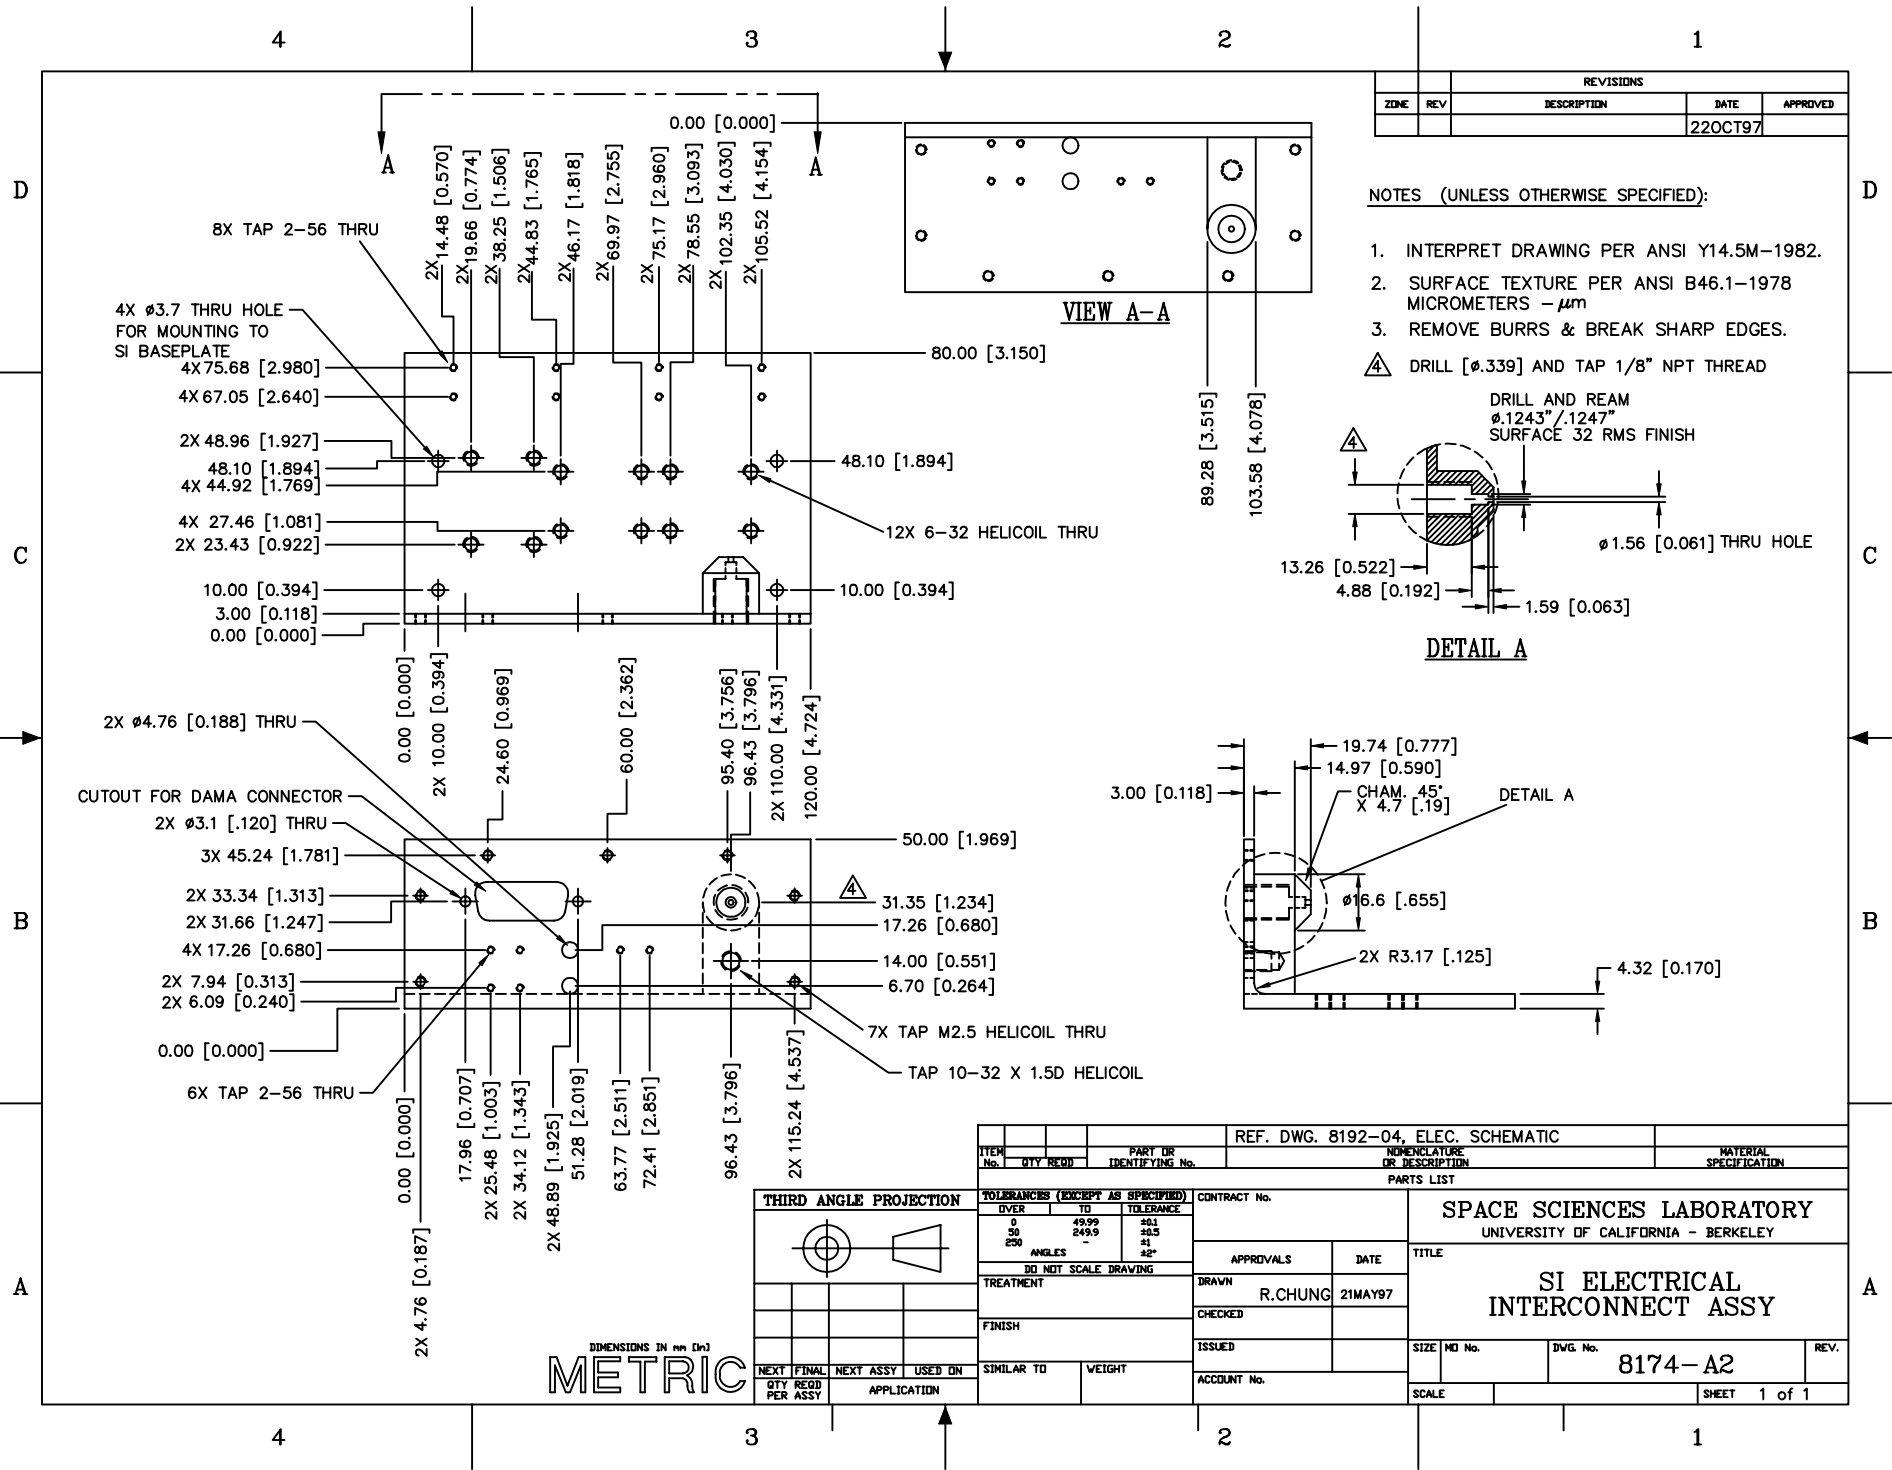 4
3
2
1
REVISIONS
ZONE REV DESCRIPTION DATE APPROVED
22OCT97
D
D
C
C
B
B
A
A
A
A
0.00 [0.000]
VIEW A-A
89.28 [3.515]
103.58 [4.078]
NOTES (UNLESS OTHERWISE SPECIFIED):
1. INTERPRET DRAWING PER ANSI Y14.5M-1982.
2. SURFACE TEXTURE PER ANSI B46.1-1978
MICROMETERS - µm
3. REMOVE BURRS & BREAK SHARP EDGES.
4 DRILL [ø.339] AND TAP 1/8" NPT THREAD
2X 14.48 [0.570]
2X 19.66 [0.774]
2X 38.25 [1.506]
2X 44.83 [1.765]
2X 46.17 [1.818]
2X 69.97 [2.755]
2X 75.17 [2.960]
2X 78.55 [3.093]
2X 102.35 [4.030]
2X 105.52 [4.154]
8X TAP 2-56 THRU
4X ø3.7 THRU HOLE
FOR MOUNTING TO
SI BASEPLATE
4X 75.68 [2.980]
4X 67.05 [2.640]
2X 48.96 [1.927]
48.10 [1.894]
4X 44.92 [1.769]
4X 27.46 [1.081]
2X 23.43 [0.922]
10.00 [0.394]
3.00 [0.118]
0.00 [0.000]
80.00 [3.150]
48.10 [1.894]
12X 6-32 HELICOIL THRU
10.00 [0.394]
0.00 [0.000]
2X 10.00 [0.394]
24.60 [0.969]
60.00 [2.362]
95.40 [3.756]
96.43 [3.796]
2X 110.00 [4.331]
120.00 [4.724]
DRILL AND REAM
ø.1243"/.1247"
SURFACE 32 RMS FINISH
4
ø1.56 [0.061] THRU HOLE
13.26 [0.522]
4.88 [0.192]
1.59 [0.063]
DETAIL A
2X ø4.76 [0.188] THRU
CUTOUT FOR DAMA CONNECTOR
2X ø3.1 [.120] THRU
3X 45.24 [1.781]
2X 33.34 [1.313]
2X 31.66 [1.247]
4X 17.26 [0.680]
2X 7.94 [0.313]
2X 6.09 [0.240]
0.00 [0.000]
6X TAP 2-56 THRU
50.00 [1.969]
4
31.35 [1.234]
17.26 [0.680]
14.00 [0.551]
6.70 [0.264]
7X TAP M2.5 HELICOIL THRU
TAP 10-32 X 1.5D HELICOIL
0.00 [0.000]
2X 4.76 [0.187]
17.96 [0.707]
2X 25.48 [1.003]
2X 34.12 [1.343]
2X 48.89 [1.925]
51.28 [2.019]
63.77 [2.511]
72.41 [2.851]
96.43 [3.796]
2X 115.24 [4.537]
19.74 [0.777]
14.97 [0.590]
3.00 [0.118]
CHAM. 45°
X 4.7 [.19]
DETAIL A
ø16.6 [.655]
2X R3.17 [.125]
4.32 [0.170]
REF. DWG. 8192-04, ELEC. SCHEMATIC
ITEM No. QTY REQD PART OR IDENTIFYING No. NOMENCLATURE OR DESCRIPTION MATERIAL SPECIFICATION
PARTS LIST
THIRD ANGLE PROJECTION
TOLERANCES (EXCEPT AS SPECIFIED)
OVER TO TOLERANCE
0 49.99 ±0.1
50 249.9 ±0.5
250 - ±1
ANGLES ±2°
DO NOT SCALE DRAWING
TREATMENT
FINISH
SIMILAR TO WEIGHT
CONTRACT No.
APPROVALS DATE
DRAWN R.CHUNG 21MAY97
CHECKED
ISSUED
ACCOUNT No.
SPACE SCIENCES LABORATORY
UNIVERSITY OF CALIFORNIA - BERKELEY
TITLE
SI ELECTRICAL
INTERCONNECT ASSY
SIZE MD No. DWG. No. 8174-A2 REV.
SCALE SHEET 1 of 1
NEXT FINAL NEXT ASSY USED ON
QTY REQD PER ASSY APPLICATION
DIMENSIONS IN mm [in]
METRIC
4
3
2
1